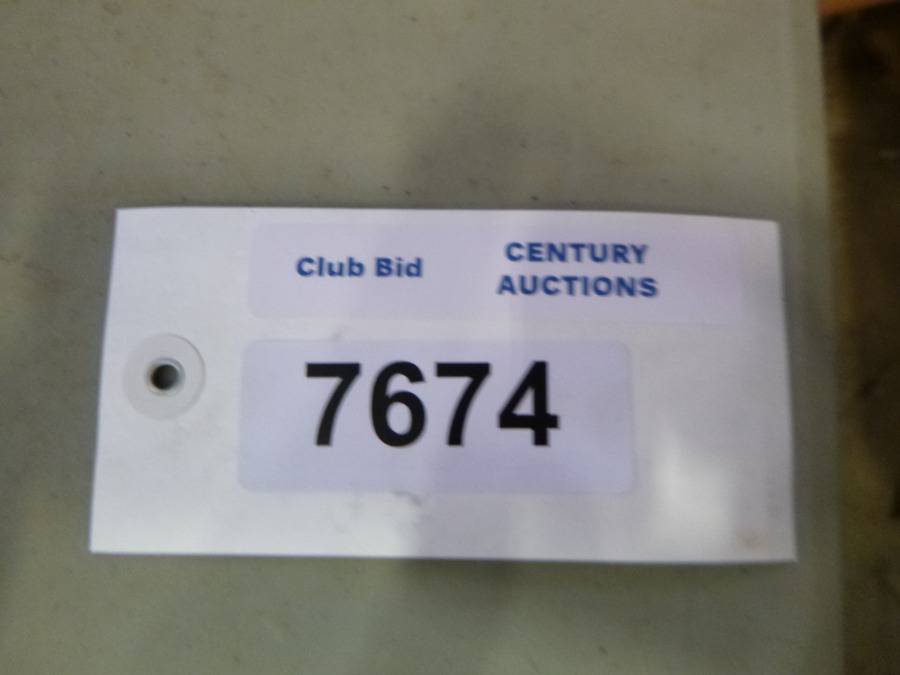 Club Bid
CENTURY
AUCTIONS
7674